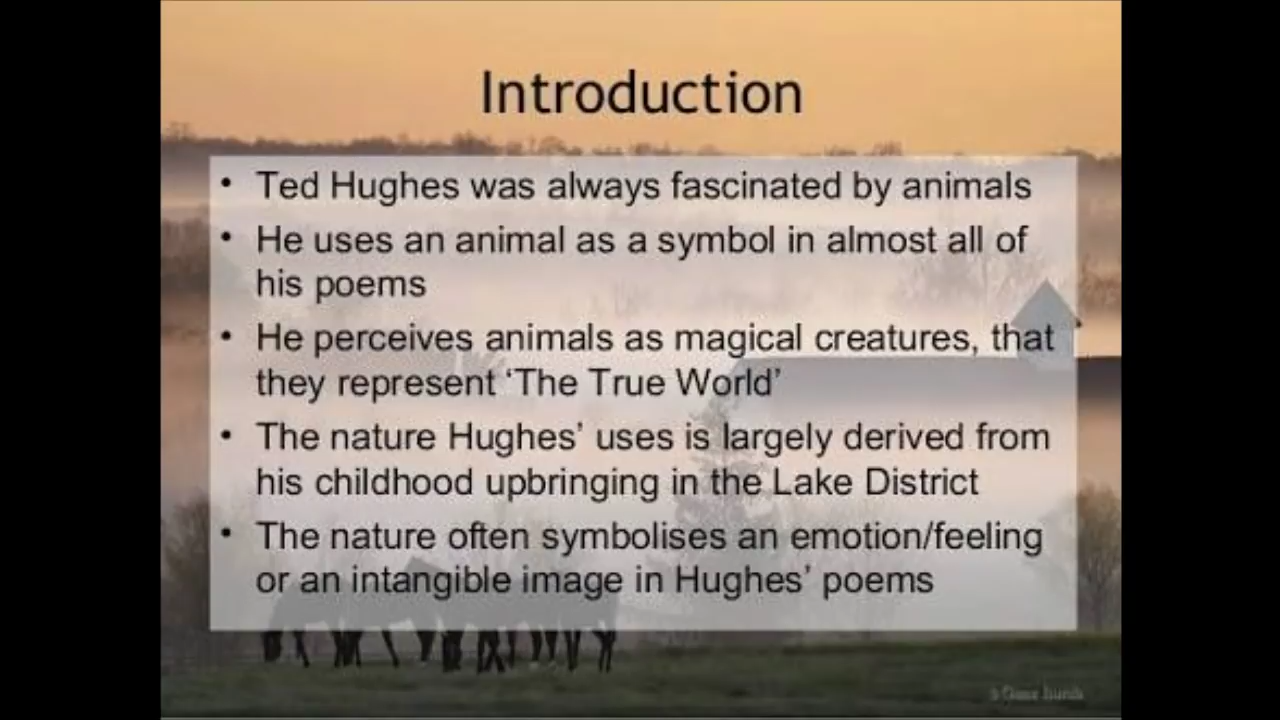 Introduction
• Ted Hughes was always fascinated by animals
• He uses an animal as a symbol in almost all of
his poems
• He perceives animals as magical creatures, that
they represent ‘The True World’
• The nature Hughes’ uses is largely derived from
his childhood upbringing in the Lake District
• The nature often symbolises an emotion/feeling
or an intangible image in Hughes’ poems